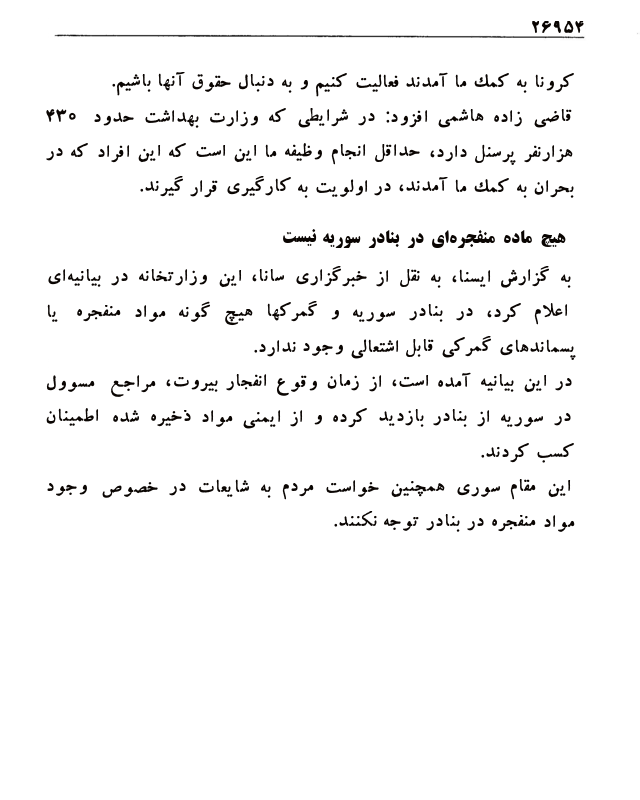 ۲۶۹۵۴
کرونا به کمك ما آمدند فعالیت کنیم و به دنبال حقوق آنها باشیم.
قاضی زاده هاشمی افزود: در شرایطی که وزارت بهداشت حدود ۴۳۰
هزارنفر پرسنل دارد، حداقل انجام وظیفه ما این است که این افراد که در
بحران به کمك ما آمدند، در اولویت به کارگیری قرار گیرند.
هیچ ماده منفجره‌ای در بنادر سوریه نیست
به گزارش ایسنا، به نقل از خبرگزاری سانا، این وزارتخانه در بیانیه‌ای
اعلام کرد، در بنادر سوریه و گمرکها هیچ گونه مواد منفجره یا
پسماندهای گمرکی قابل اشتعالی وجود ندارد.
در این بیانیه آمده است، از زمان وقوع انفجار بیروت، مراجع مسوول
در سوریه از بنادر بازدید کرده و از ایمنی مواد ذخیره شده اطمینان
کسب کردند.
این مقام سوری همچنین خواست مردم به شایعات در خصوص وجود
مواد منفجره در بنادر توجه نکنند.